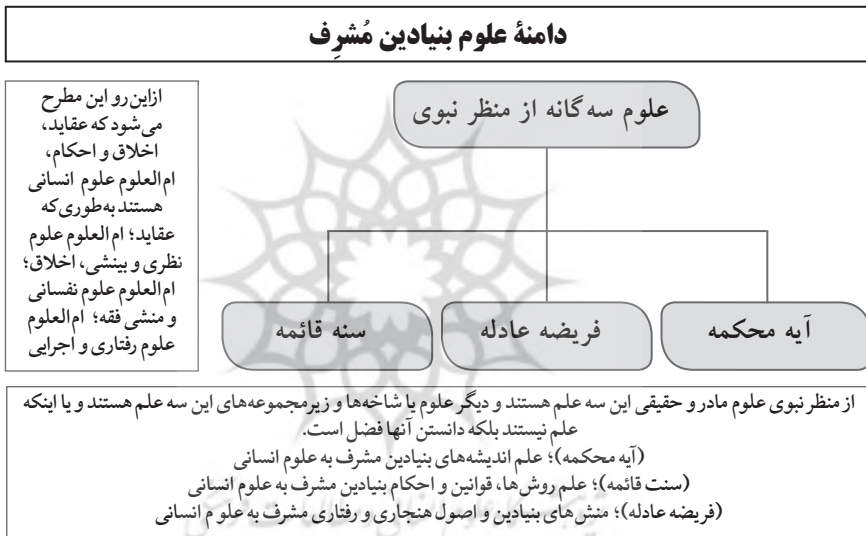 دامنهٔ علوم بنیادین مُشرِف
علوم سه گانه از منظر نبوی
ازاین رو این مطرح
می‌شود که عقاید،
اخلاق و احکام،
ام‌العلوم علوم انسانی
هستند به‌طوری‌که
عقاید؛ ام‌العلوم علوم
نظری و بینشی، اخلاق؛
ام‌العلوم علوم نفسانی
و منشی فقه؛ ام‌العلوم
علوم رفتاری و اجرایی
آیه محکمه
فریضه عادله
سنه قائمه
از منظر نبوی علوم مادر و حقیقی این سه علم هستند و دیگر علوم یا شاخه‌ها و زیرمجموعه‌های این سه علم هستند و یا اینکه
علم نیستند بلکه دانستن آنها فضل است.
(آیه محکمه)؛ علم اندیشه‌های بنیادین مشرف به علوم انسانی
(سنت قائمه)؛ علم روش‌ها، قوانین و احکام بنیادین مشرف به علوم انسانی
(فریضه عادله)؛ منش‌های بنیادین و اصول هنجاری و رفتاری مشرف به علو م انسانی